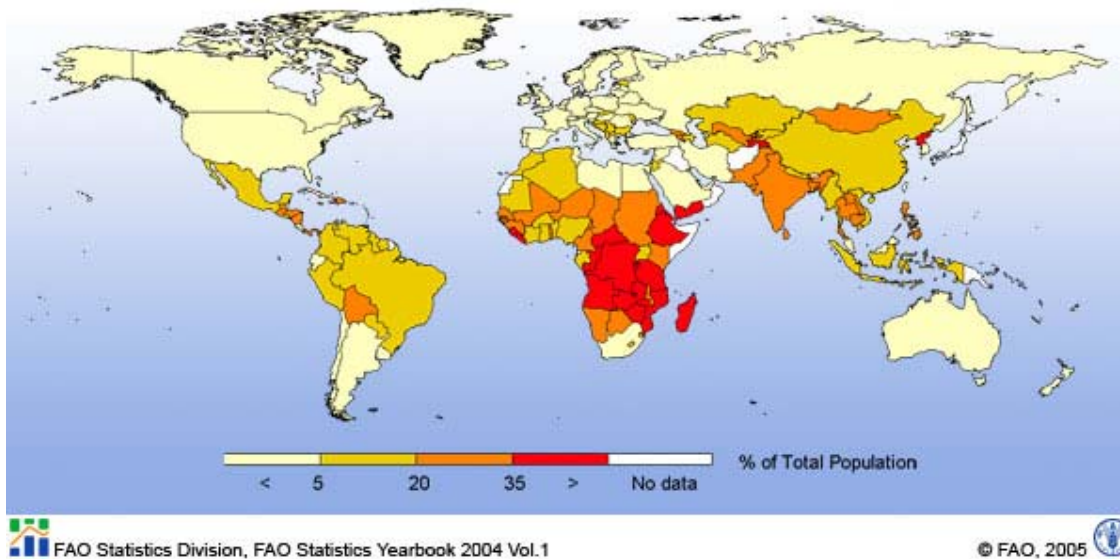 % of Total Population
< 5 20 35 > No data
FAO Statistics Division, FAO Statistics Yearbook 2004 Vol.1
© FAO, 2005